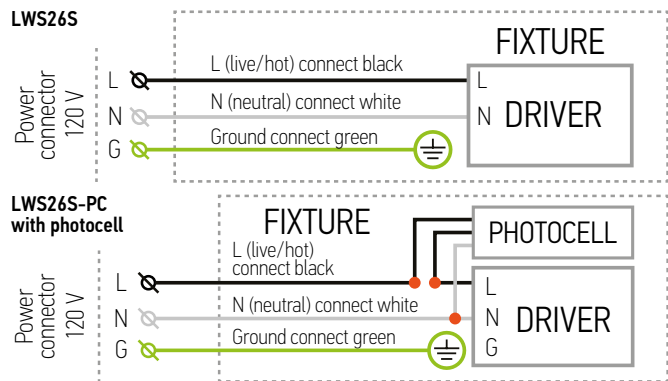 LWS26S
FIXTURE
Power
connector
120 V
L
L (live/hot) connect black
L
N
N (neutral) connect white
N
DRIVER
G
Ground connect green
LWS26S-PC
with photocell
FIXTURE
PHOTOCELL
Power
connector
120 V
L
L (live/hot)
connect black
L
N
N (neutral) connect white
N
DRIVER
G
Ground connect green
G